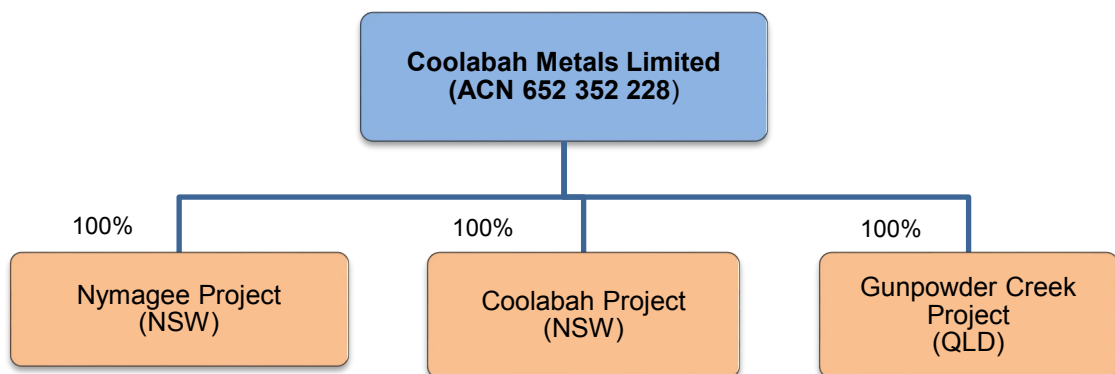 Coolabah Metals Limited
(ACN 652 352 228)
100%
100%
100%
Nymagee Project
(NSW)
Coolabah Project
(NSW)
Gunpowder Creek
Project
(QLD)